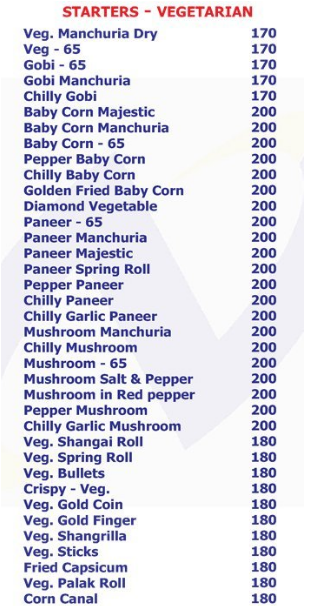 STARTERS - VEGETARIAN
Veg. Manchuria Dry 170
Veg - 65 170
Gobi - 65 170
Gobi Manchuria 170
Chilly Gobi 170
Baby Corn Majestic 200
Baby Corn Manchuria 200
Baby Corn - 65 200
Pepper Baby Corn 200
Chilly Baby Corn 200
Golden Fried Baby Corn 200
Diamond Vegetable 200
Paneer - 65 200
Paneer Manchuria 200
Paneer Majestic 200
Paneer Spring Roll 200
Pepper Paneer 200
Chilly Paneer 200
Chilly Garlic Paneer 200
Mushroom Manchuria 200
Chilly Mushroom 200
Mushroom - 65 200
Mushroom Salt & Pepper 200
Mushroom in Red pepper 200
Pepper Mushroom 200
Chilly Garlic Mushroom 200
Veg. Shangai Roll 180
Veg. Spring Roll 180
Veg. Bullets 180
Crispy - Veg. 180
Veg. Gold Coin 180
Veg. Gold Finger 180
Veg. Shangrilla 180
Veg. Sticks 180
Fried Capsicum 180
Veg. Palak Roll 180
Corn Canal 180